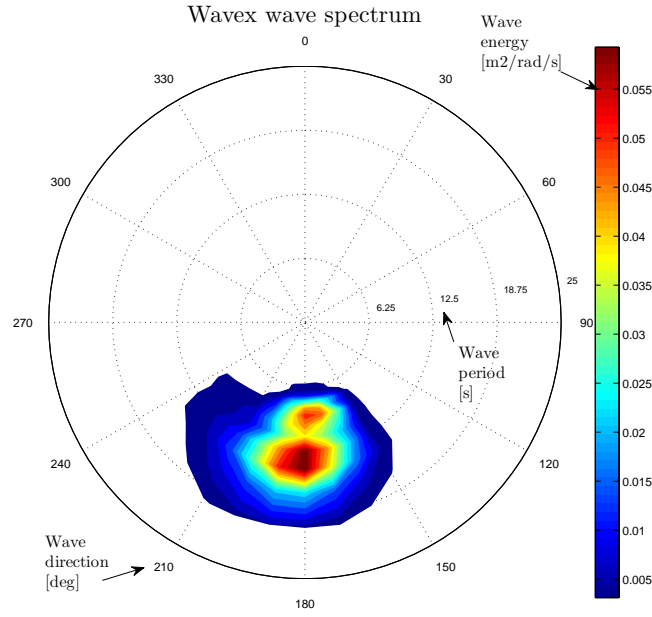 Wavex wave spectrum
Wave
energy
[m2/rad/s]
0
30
60
90
120
150
180
210
240
270
300
330
6.25
12.5
18.75
25
Wave
period
[s]
Wave
direction
[deg]
0.055
0.05
0.045
0.04
0.035
0.03
0.025
0.02
0.015
0.01
0.005